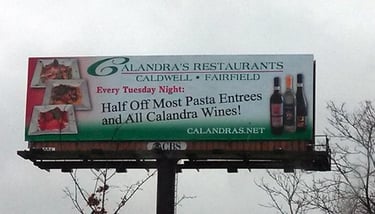 CALANDRA'S RESTAURANTS
CALDWELL • FAIRFIELD
Every Tuesday Night:
Half Off Most Pasta Entrees
and All Calandra Wines!
CALANDRAS.NET
CBS